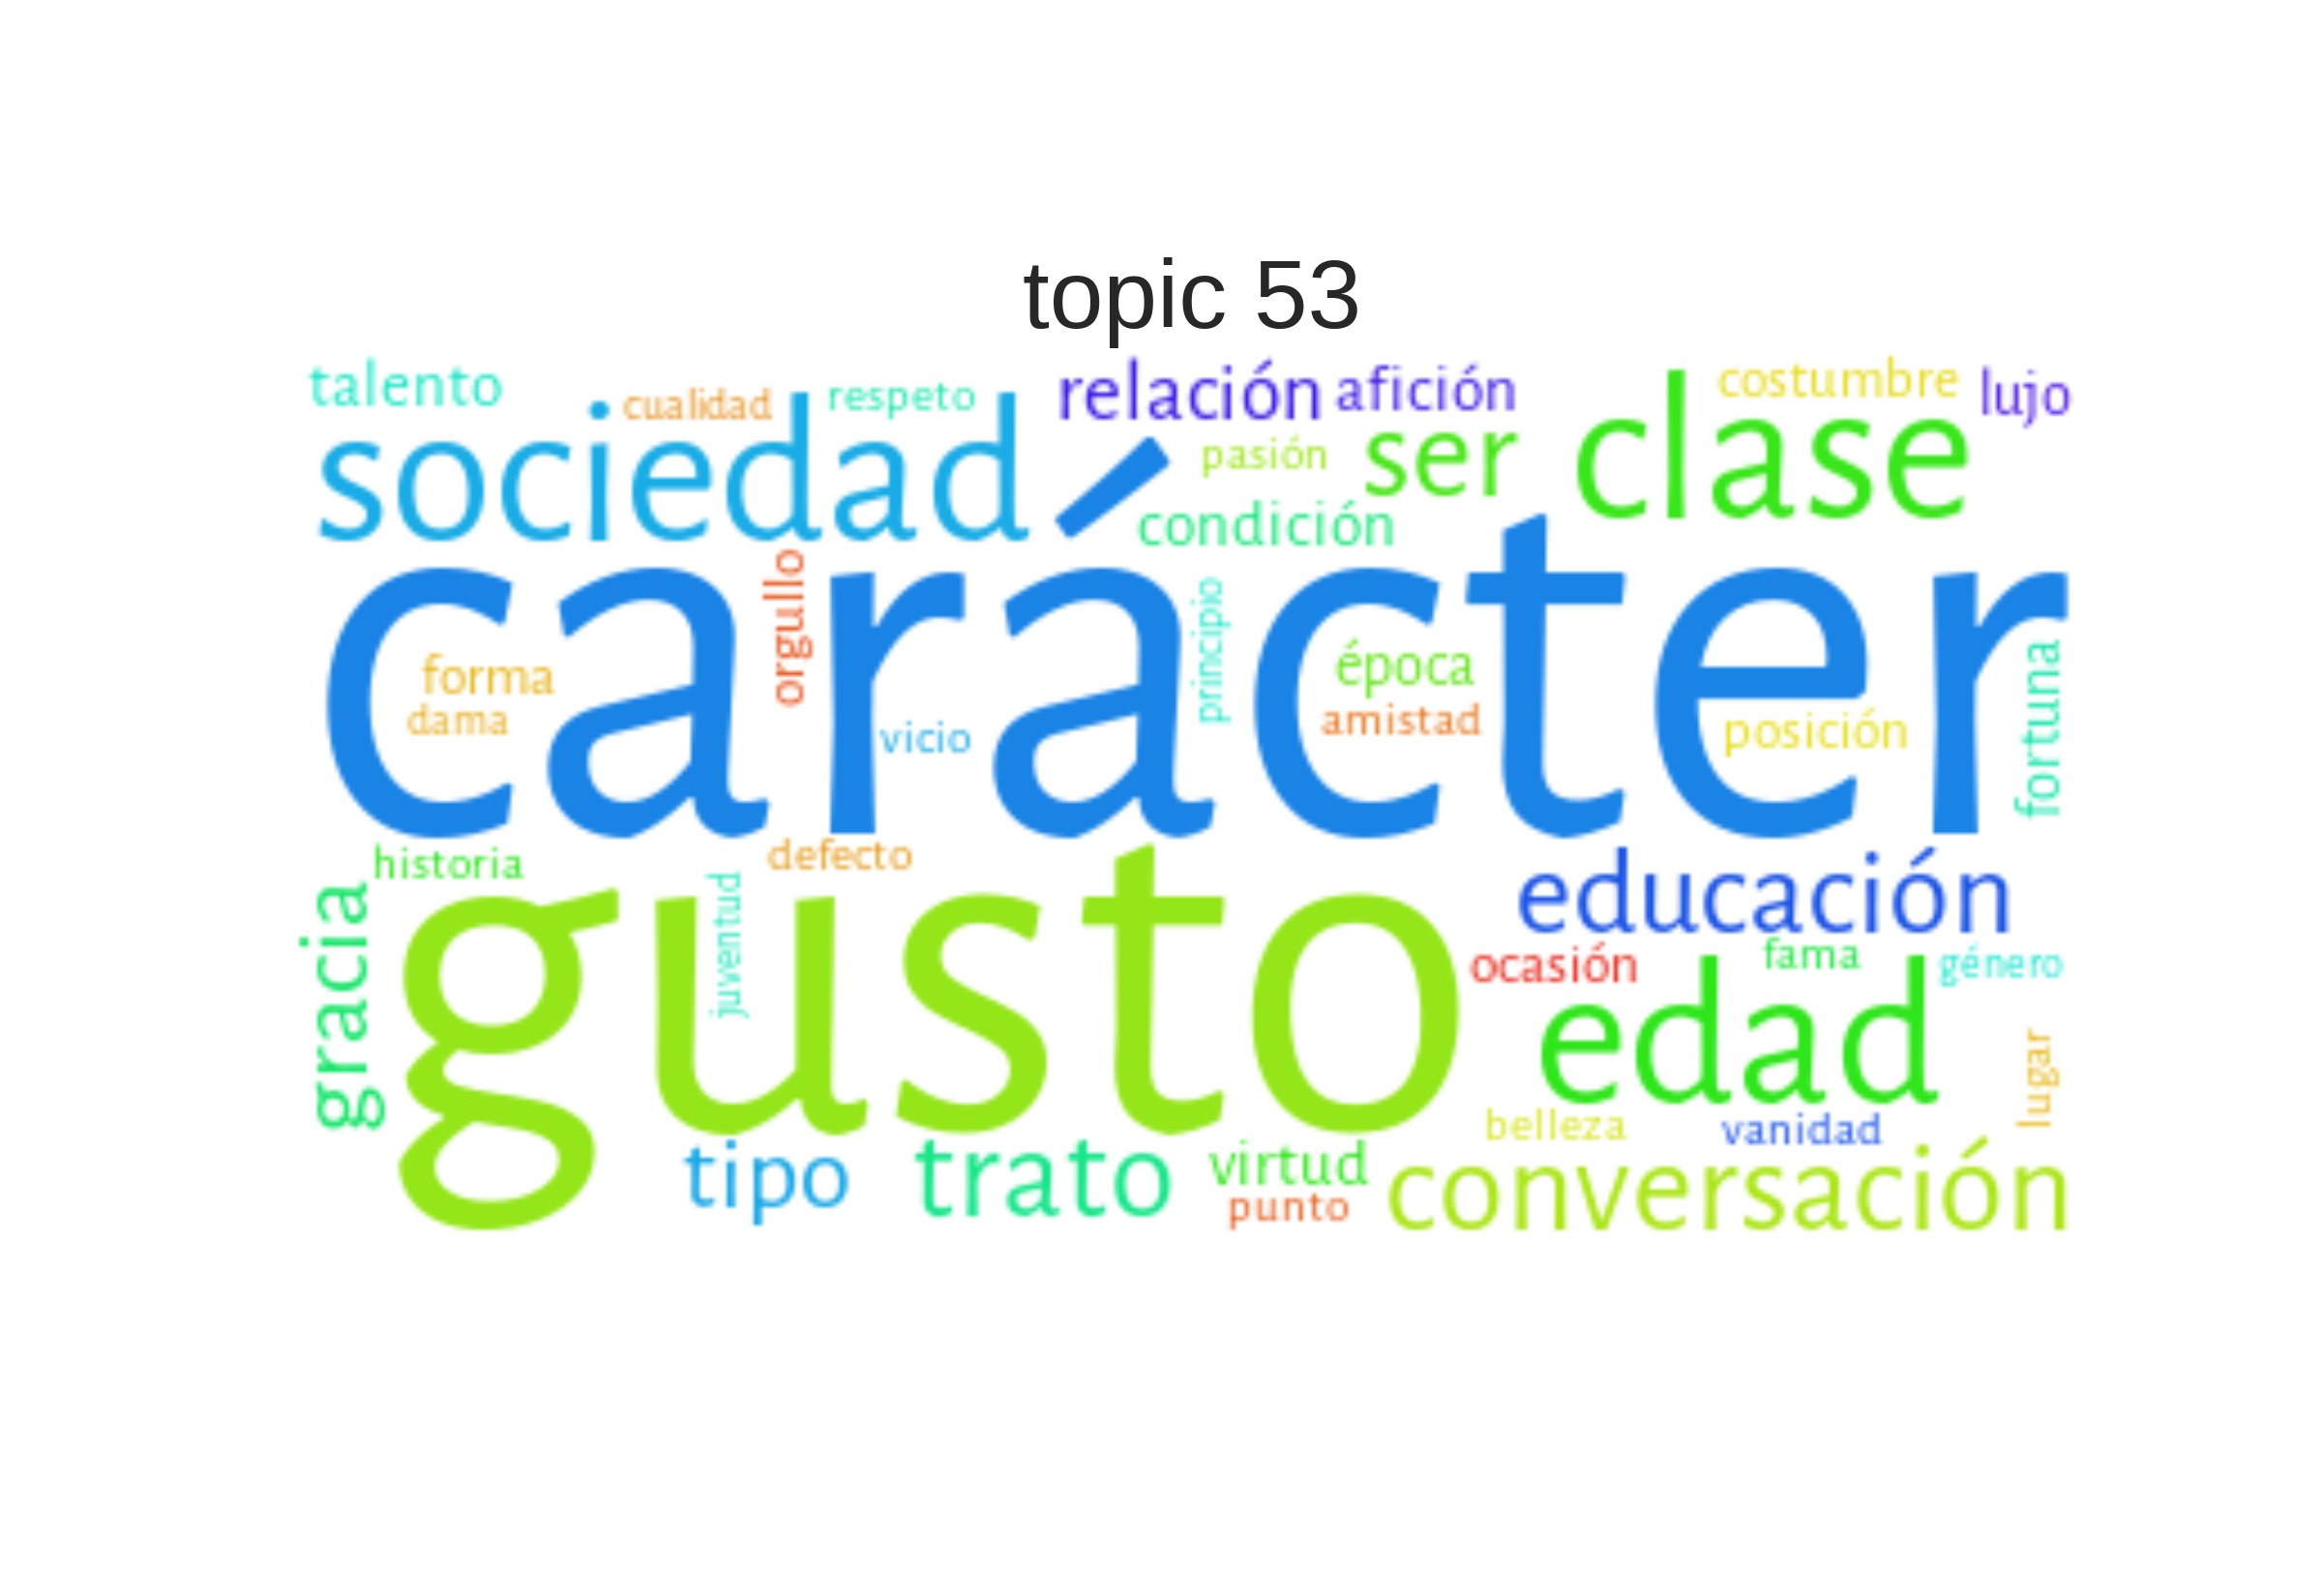 topic 53
talento
cualidad
respeto
relación
afición
costumbre
lujo
sociedad
pasión
ser
clase
condición
carácter
orgullo
principio
forma
dama
vicio
época
amistad
posición
fortuna
historia
defecto
educación
gracia
gusto
juventud
ocasión
fama
género
edad
lugar
belleza
vanidad
tipo
trato
virtud
punto
conversación